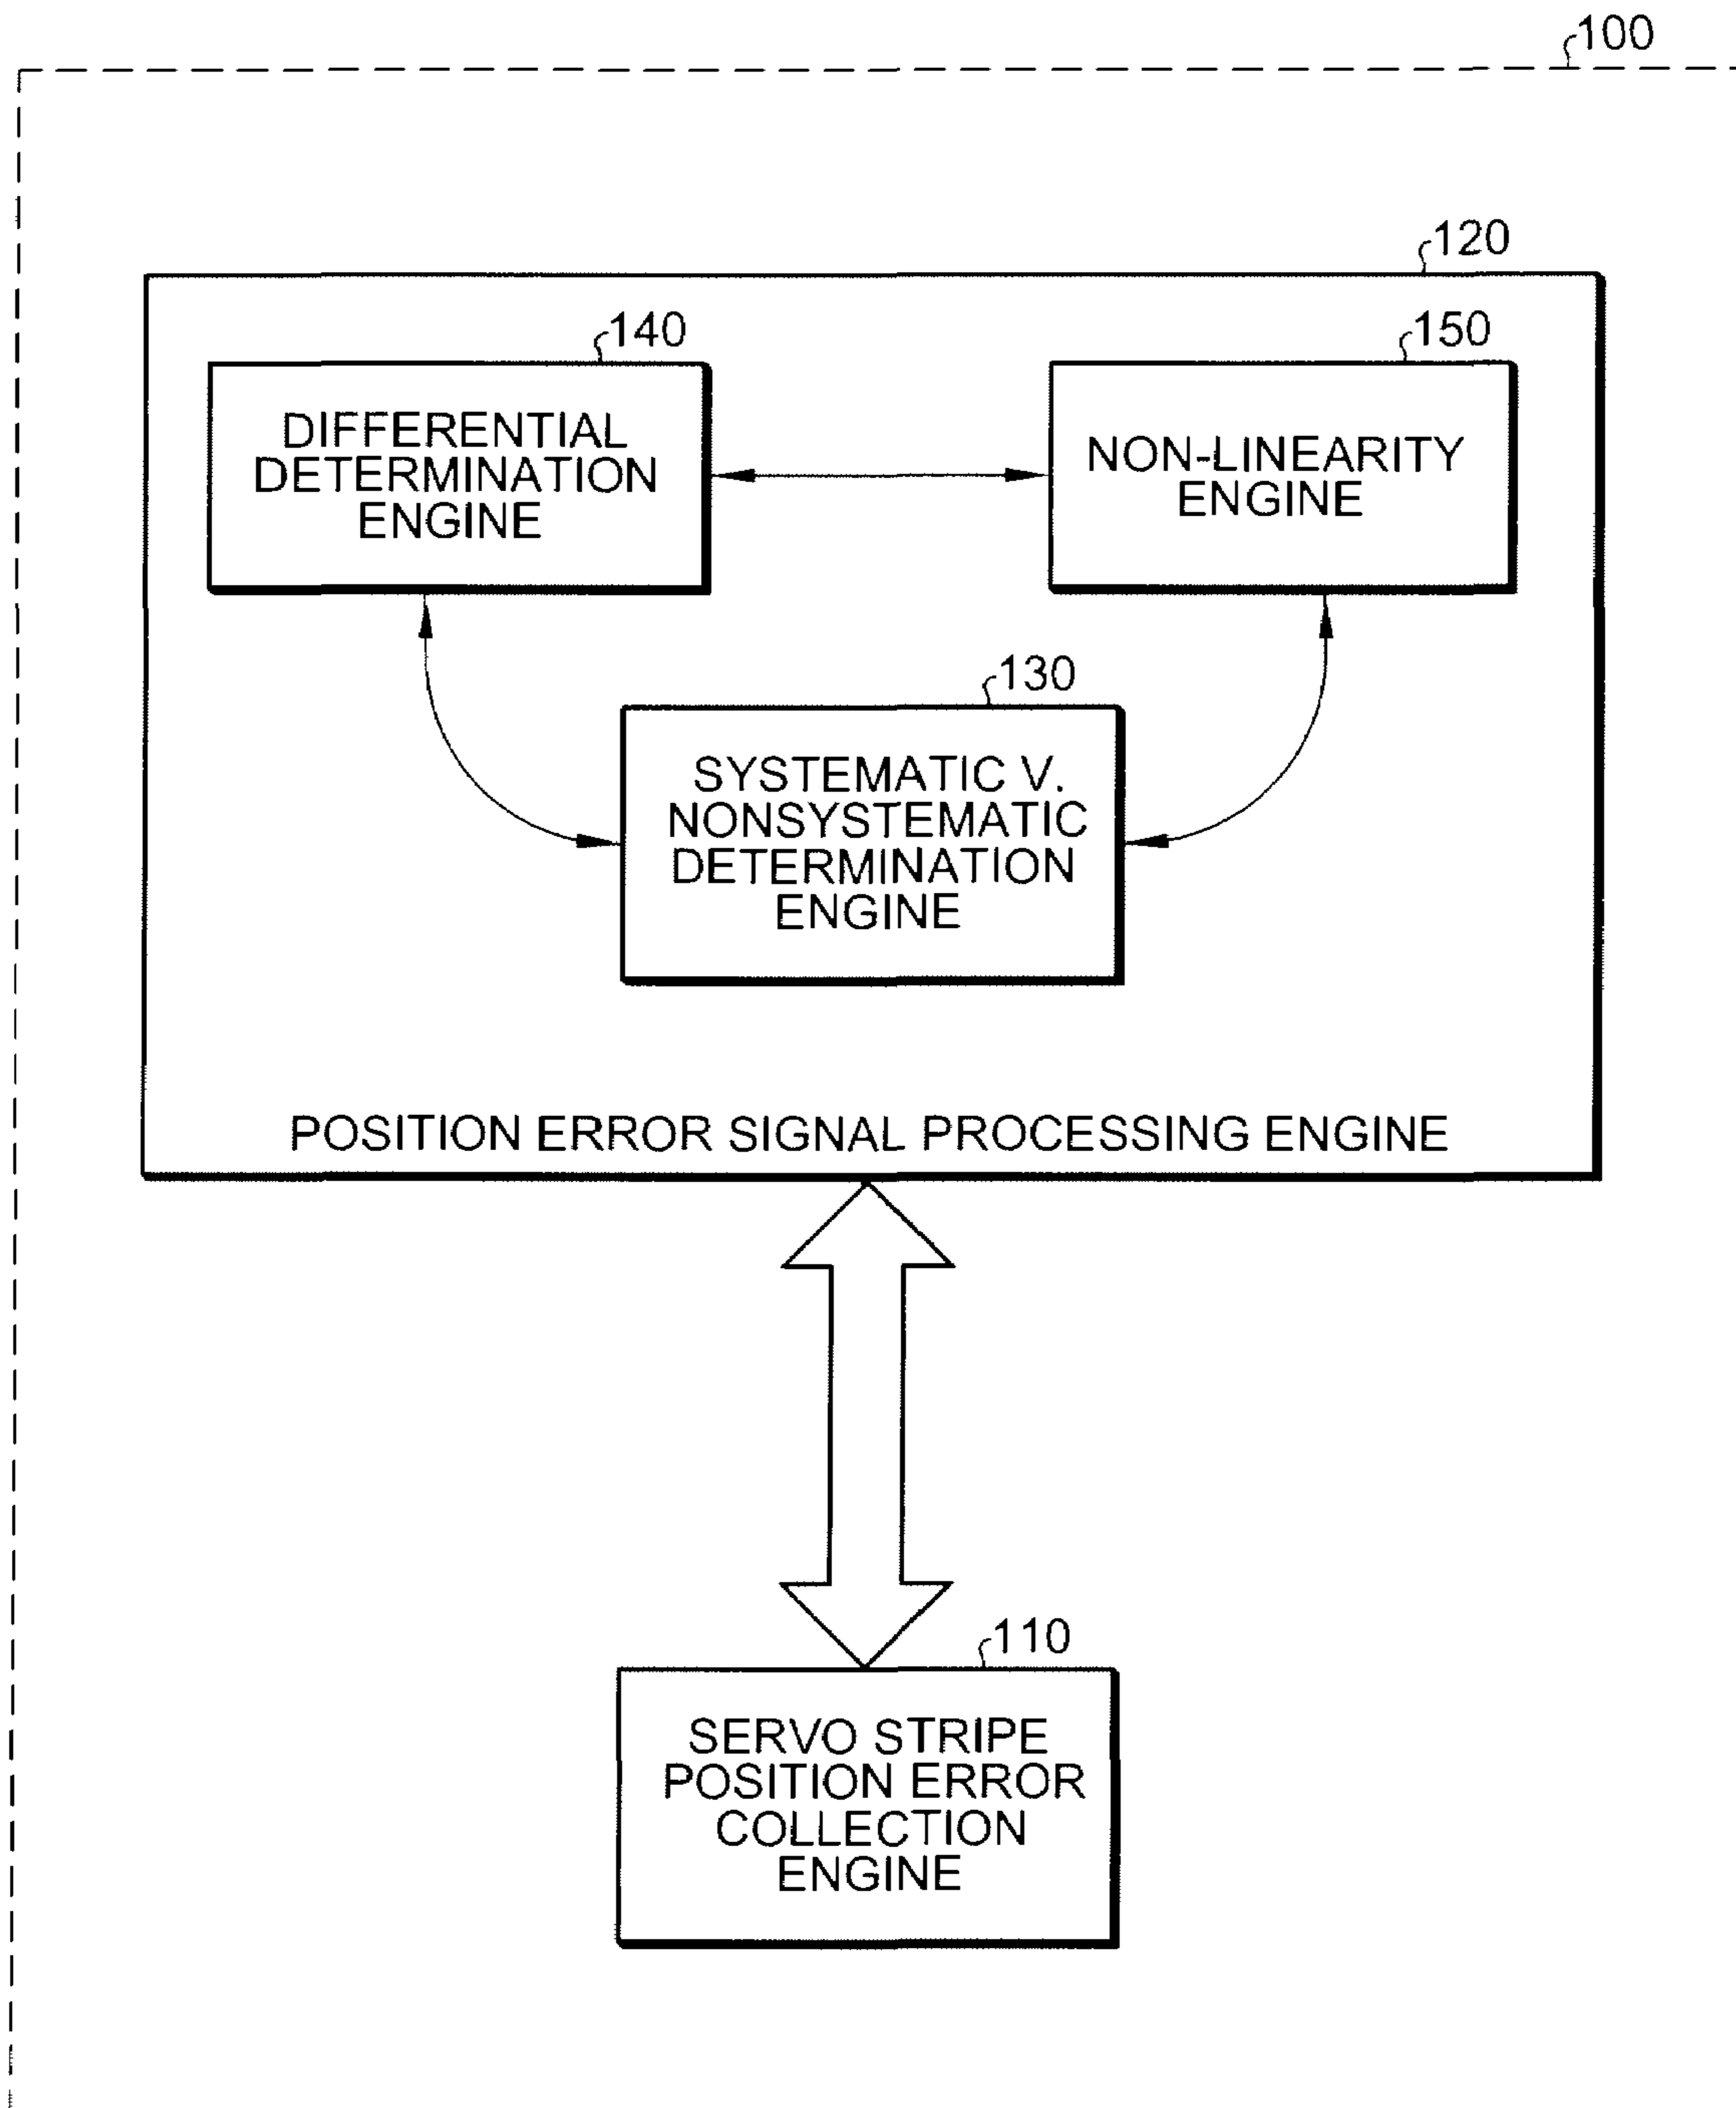 100
120
140
150
DIFFERENTIAL
DETERMINATION
ENGINE
NON-LINEARITY
ENGINE
130
SYSTEMATIC V.
NONSYSTEMATIC
DETERMINATION
ENGINE
POSITION ERROR SIGNAL PROCESSING ENGINE
110
SERVO STRIPE
POSITION ERROR
COLLECTION
ENGINE